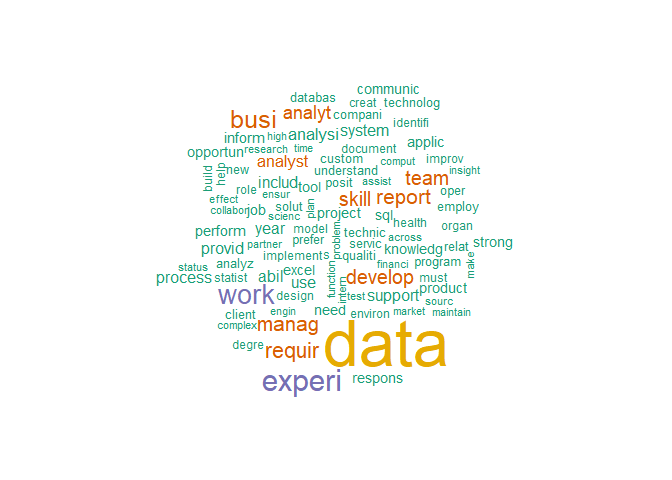 communic
databas
creat technolog
busi analyt compani
identifi
inform high analysi system
research time document applic
opportun
analyst custom comput improv
build help new understand insight
includ tool posit assist team
role ensur skill report oper
effect collabor job solut plan
scienc project sql health employ
perform year model technic organ
prefer problem across strong
provid partner servic knowledg relat
implement s qualiti
status analyz financi program make
process statist abil excel function develop must
use intern product
work design test support sourc
client engin need environ market maintain
complex manag
degre requir data
experi respons